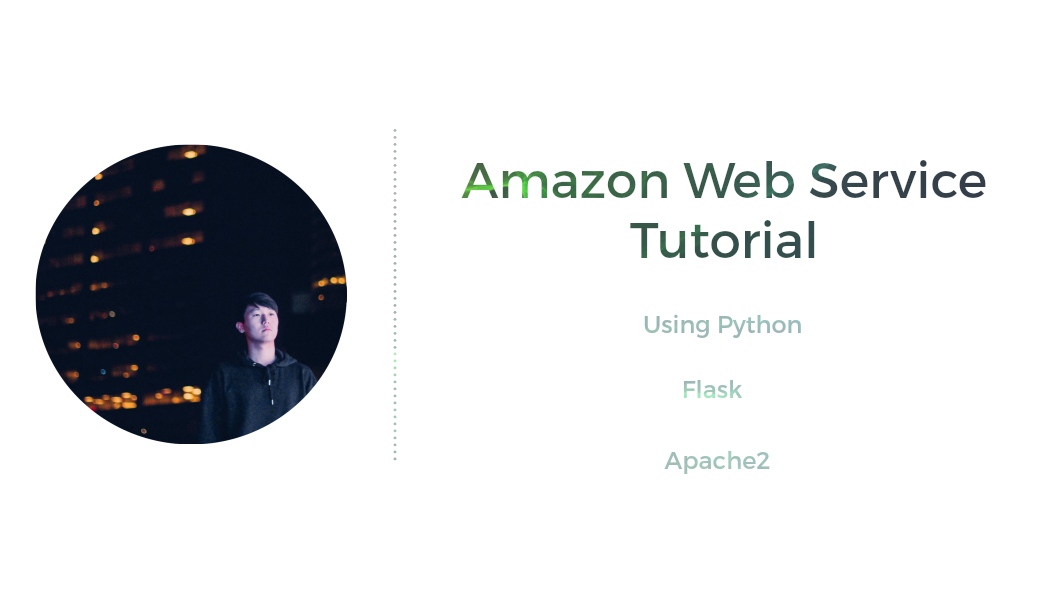 Amazon Web Service
Tutorial
Using Python
Flask
Apache2